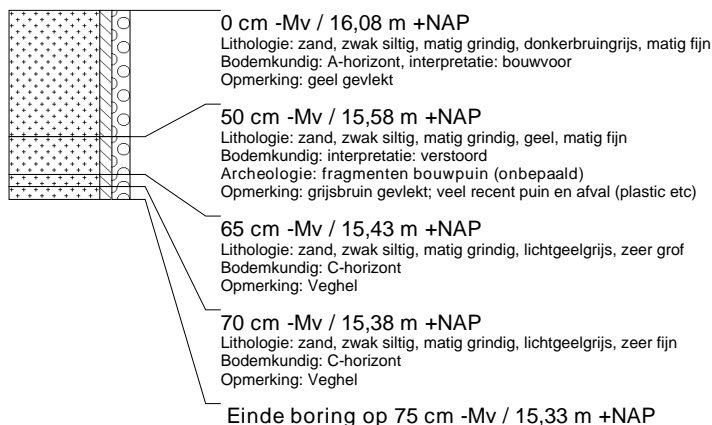 0 cm -Mv / 16,08 m +NAP
Lithologie: zand, zwak siltig, matig grindig, donkerbruingrijs, matig fijn
Bodemkundig: A-horizont, interpretatie: bouwvoor
Opmerking: geel gevlekt
50 cm -Mv / 15,58 m +NAP
Lithologie: zand, zwak siltig, matig grindig, geel, matig fijn
Bodemkundig: interpretatie: verstoord
Archeologie: fragmenten bouwpuin (onbepaald)
Opmerking: grijsbruin gevlekt; veel recent puin en afval (plastic etc)
65 cm -Mv / 15,43 m +NAP
Lithologie: zand, zwak siltig, matig grindig, lichtgeelgrijs, zeer grof
Bodemkundig: C-horizont
Opmerking: Veghel
70 cm -Mv / 15,38 m +NAP
Lithologie: zand, zwak siltig, matig grindig, lichtgeelgrijs, zeer fijn
Bodemkundig: C-horizont
Opmerking: Veghel
Einde boring op 75 cm -Mv / 15,33 m +NAP